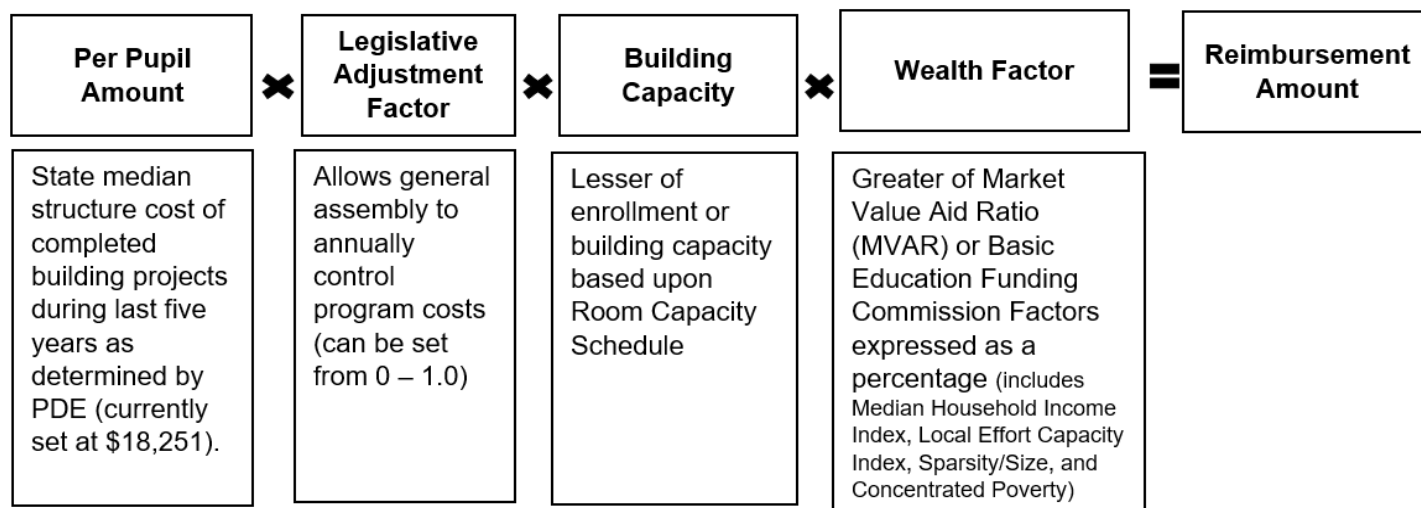 Per Pupil
Amount
✖
Legislative
Adjustment
Factor
✖
Building
Capacity
✖
Wealth Factor
=
Reimbursement
Amount
State median
structure cost of
completed
building projects
during last five
years as
determined by
PDE (currently
set at $18,251).
Allows general
assembly to
annually
control
program costs
(can be set
from 0 – 1.0)
Lesser of
enrollment or
building capacity
based upon
Room Capacity
Schedule
Greater of Market
Value Aid Ratio
(MVAR) or Basic
Education Funding
Commission Factors
expressed as a
percentage (includes
Median Household Income
Index, Local Effort Capacity
Index, Sparsity/Size, and
Concentrated Poverty)